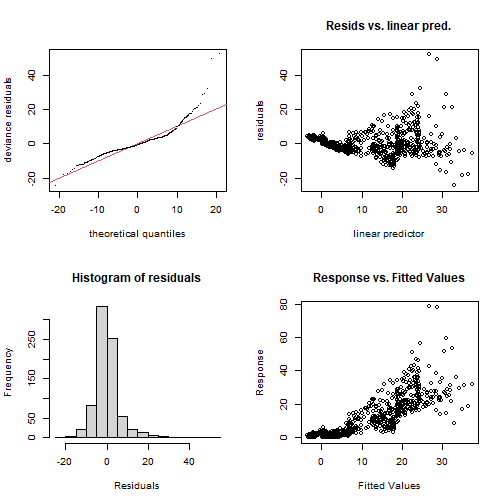 deviance residuals
-20 0 20 40
-20 -10 0 10 20
theoretical quantiles
Resids vs. linear pred.
residuals
-20 0 20 40
0 10 20 30
linear predictor
Histogram of residuals
Frequency
0 50 150 250
-20 0 20 40
Residuals
Response vs. Fitted Values
Response
0 20 40 60 80
0 10 20 30
Fitted Values